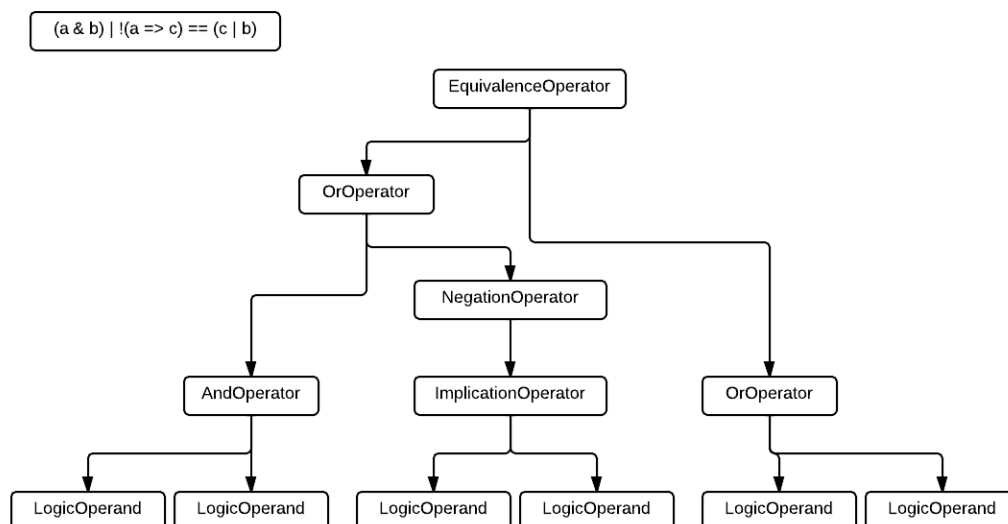 (a & b) | !(a => c) == (c | b)
EquivalenceOperator
OrOperator
NegationOperator
AndOperator
ImplicationOperator
OrOperator
LogicOperand
LogicOperand
LogicOperand
LogicOperand
LogicOperand
LogicOperand